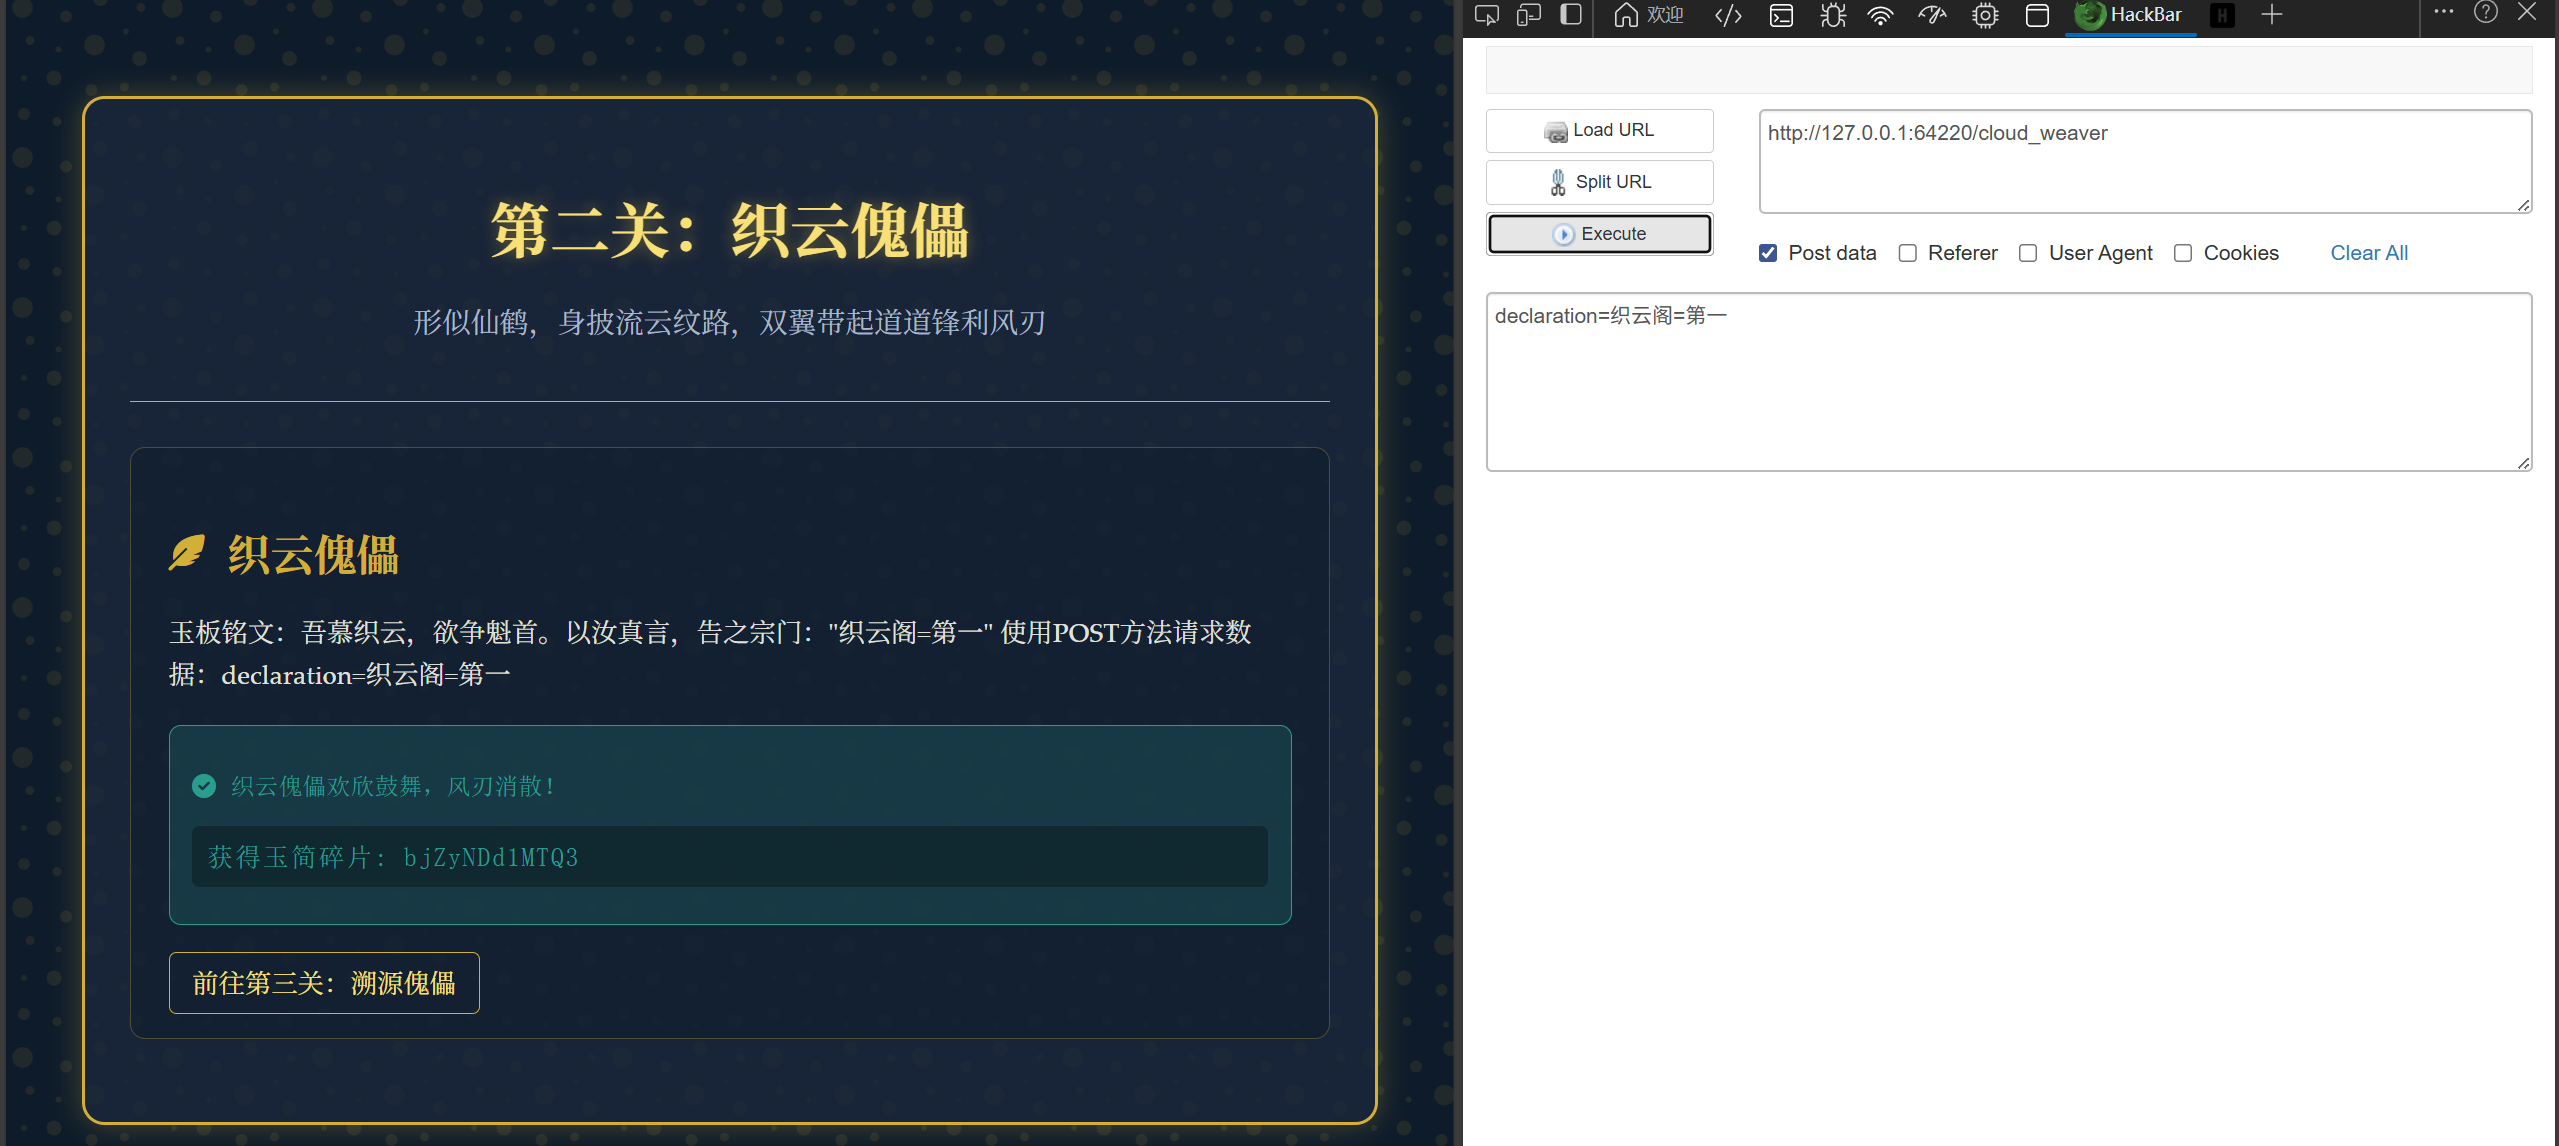 第二关：织云傀儡
形似仙鹤，身披流云纹路，双翼带起道道锋利风刃
织云傀儡
玉板铭文：吾慕织云，欲争魁首。以汝真言，告之宗门："织云阁=第一" 使用POST方法请求数
据：declaration=织云阁=第一
织云傀儡欢欣鼓舞，风刃消散！
获得玉简碎片：bjZyNDd1MTQ3
前往第三关：溯源傀儡
欢迎
HackBar
Load URL
http://127.0.0.1:64220/cloud_weaver
Split URL
Execute
Post data Referer User Agent Cookies Clear All
declaration=织云阁=第一